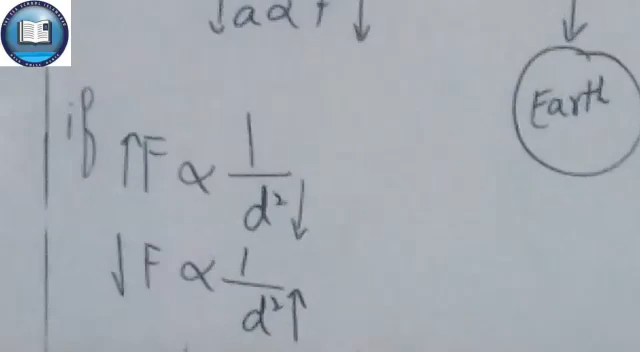 ↓a α f ↓
Earth
if ↑F ∝ 1/d² ↓
↓F ∝ 1/d² ↑